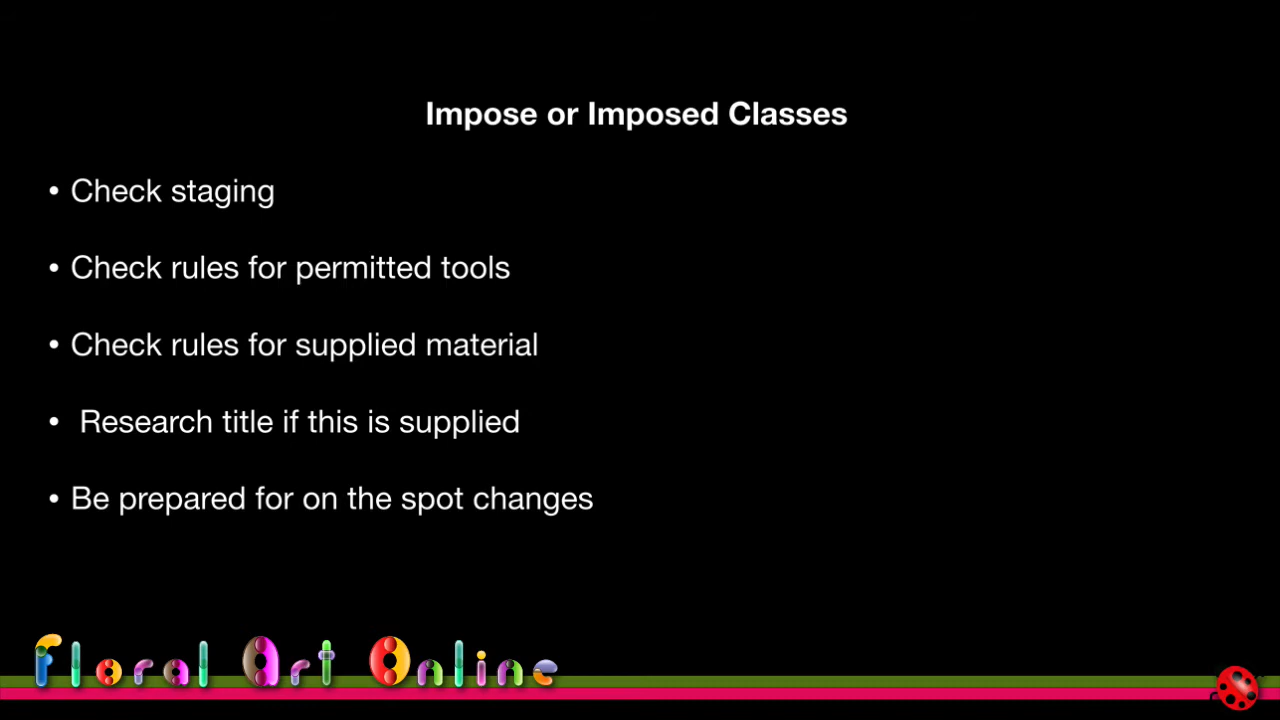 Impose or Imposed Classes
• Check staging
• Check rules for permitted tools
• Check rules for supplied material
• Research title if this is supplied
• Be prepared for on the spot changes
Floral Art Online